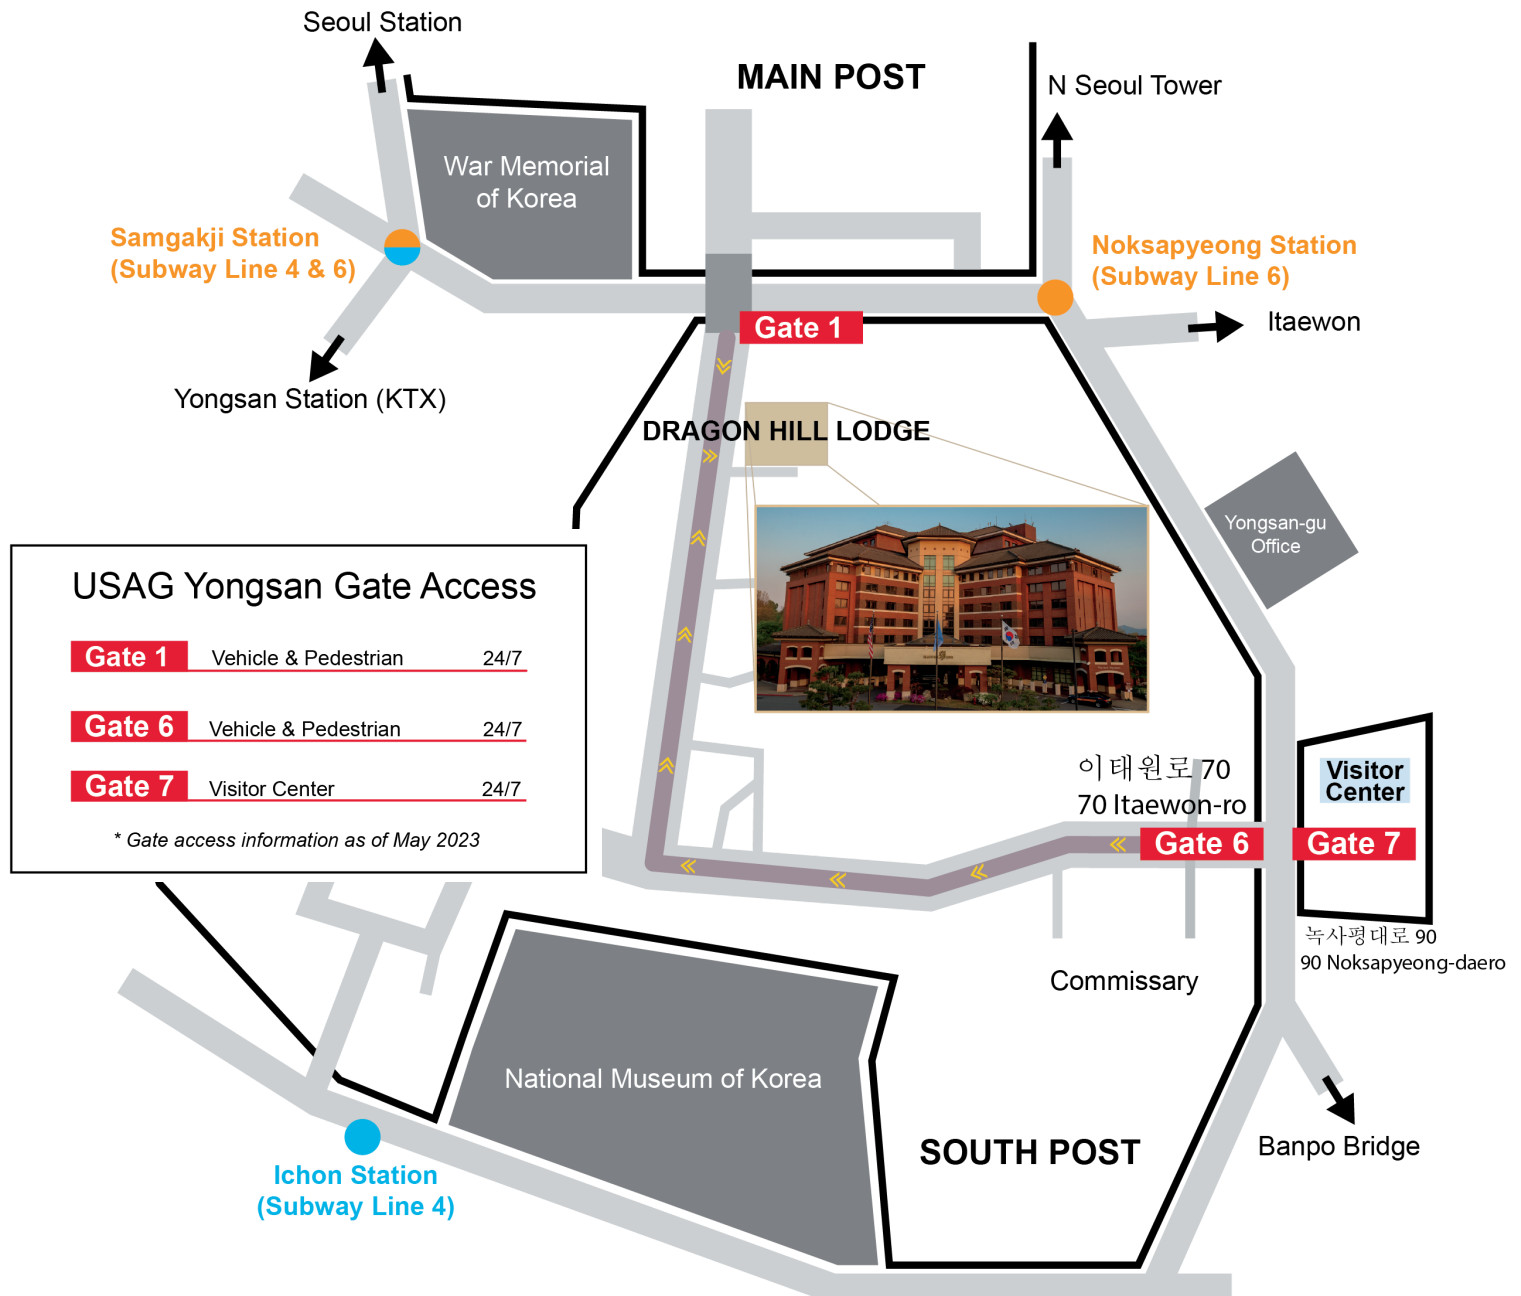 Seoul Station
MAIN POST
N Seoul Tower
War Memorial
of Korea
Samgakji Station
(Subway Line 4 & 6)
Noksapyeong Station
(Subway Line 6)
Itaewon
Gate 1
Yongsan Station (KTX)
DRAGON HILL LODGE
Yongsan-gu
Office
USAG Yongsan Gate Access
Gate 1 Vehicle & Pedestrian 24/7
Gate 6 Vehicle & Pedestrian 24/7
Gate 7 Visitor Center 24/7
* Gate access information as of May 2023
이태원로 70
70 Itaewon-ro
Visitor
Center
Gate 6
Gate 7
녹사평대로 90
90 Noksapyeong-daero
Commissary
National Museum of Korea
SOUTH POST
Banpo Bridge
Ichon Station
(Subway Line 4)